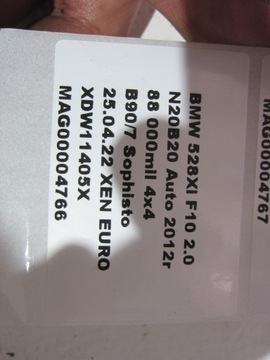 BMW 528XI F10 2.0
N20B20 Auto 2012r
88 000mil 4x4
B90/7 Sophisto
25.04.22 XEN EURO
XDW11405X
MAG00004766
MAG00004767